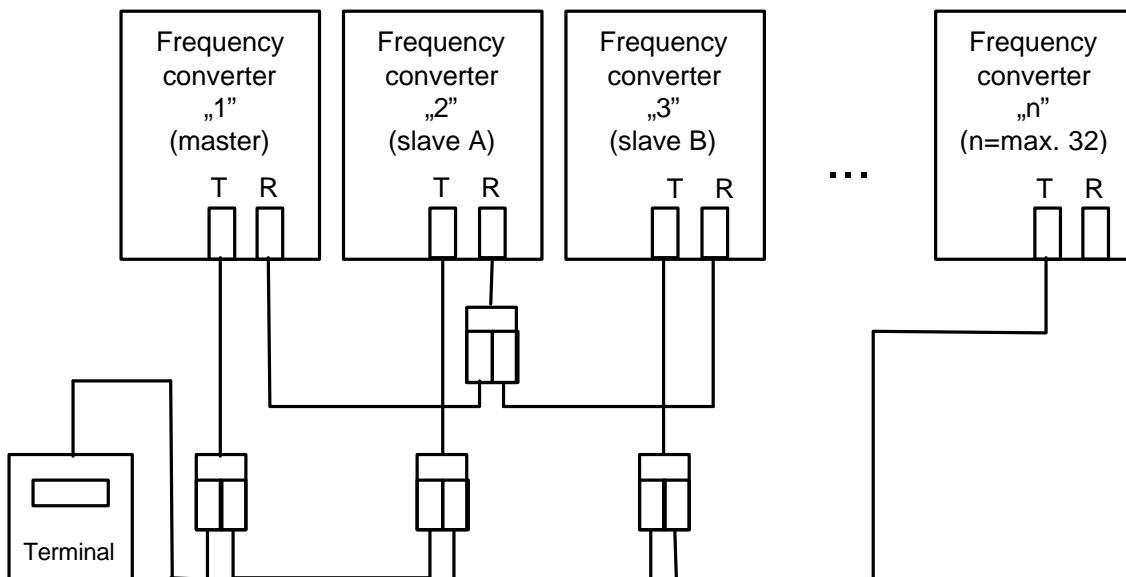 Frequency
converter
„1”
(master)
T R
Frequency
converter
„2”
(slave A)
T R
Frequency
converter
„3”
(slave B)
T R
...
Frequency
converter
„n”
(n=max. 32)
T R
Terminal